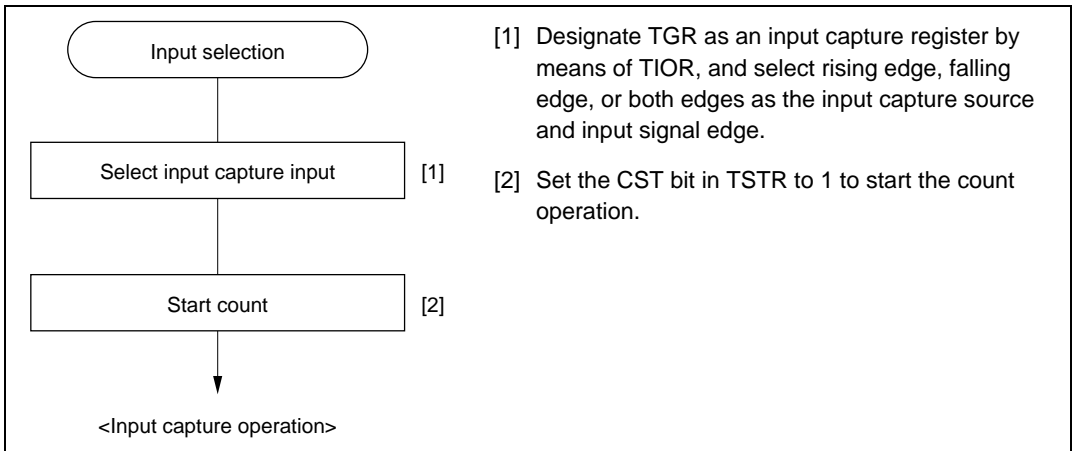 Input selection
Select input capture input
[1]
Start count
[2]
<Input capture operation>
[1] Designate TGR as an input capture register by
means of TIOR, and select rising edge, falling
edge, or both edges as the input capture source
and input signal edge.
[2] Set the CST bit in TSTR to 1 to start the count
operation.